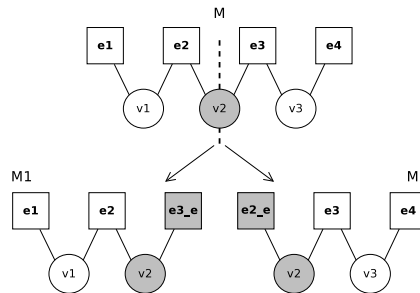 M
e1 e2 e3 e4
v1 v2 v3
M1 M
e1 e2 e3_e e2_e e3 e4
v1 v2 v2 v3